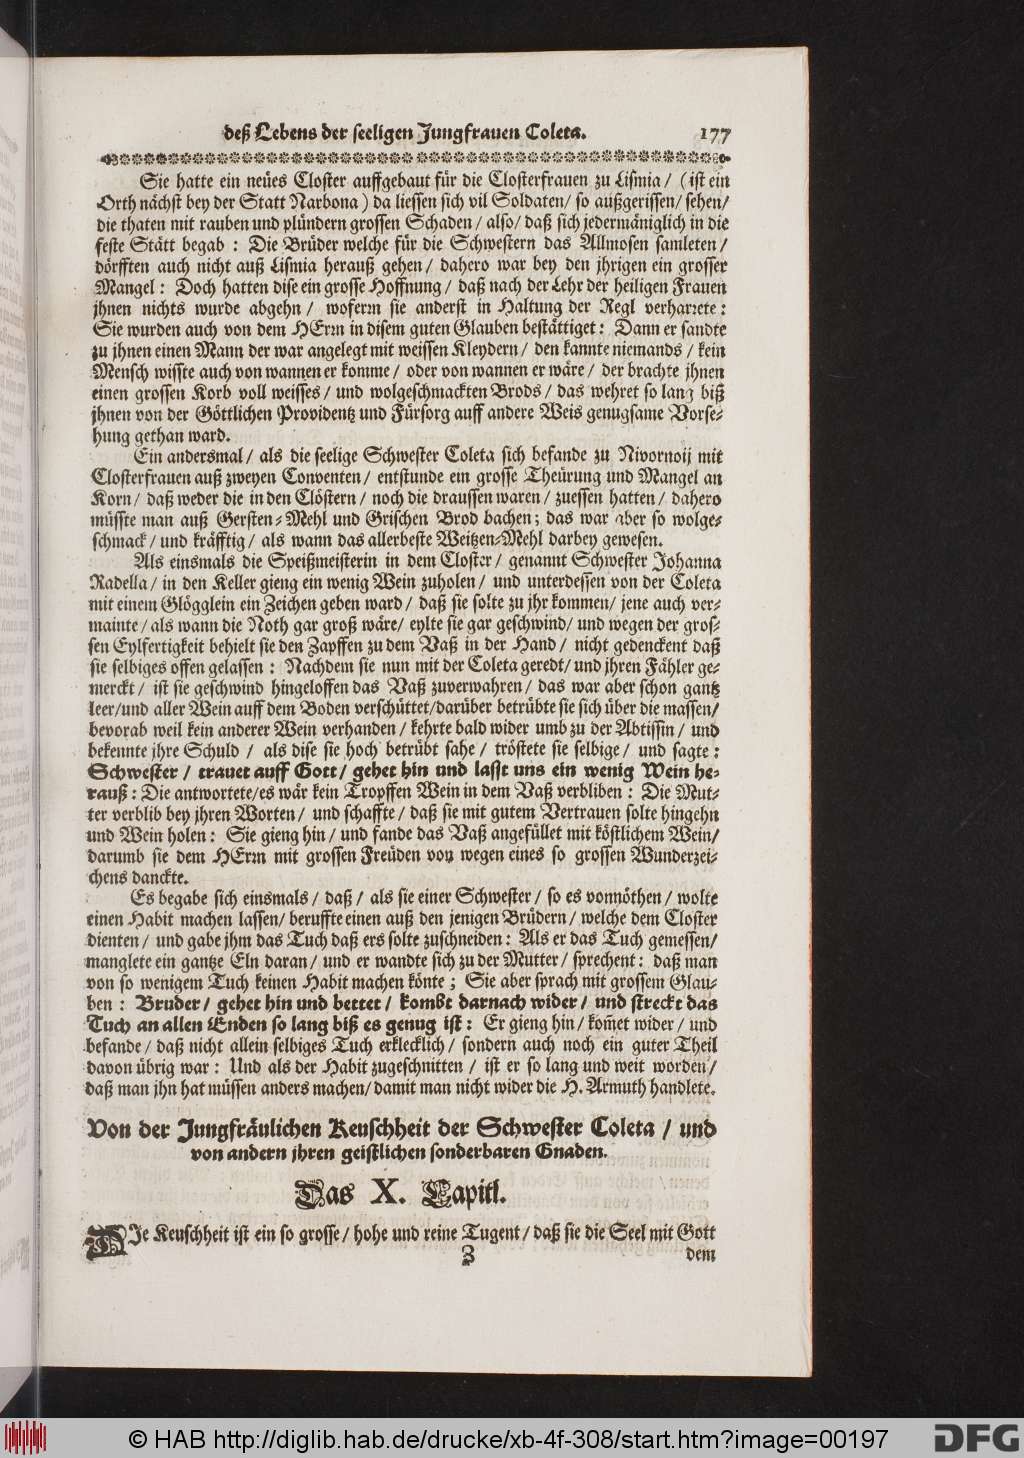 deß Lebens der seeligen Jungfrauen Coleta. 177
Sie hatte ein neües Closter auffgebaut für die Closterfrauen zu Lismia / (ist ein
Orth nächst bey der Statt Narbona) da liessen sich vil Soldaten / so außgerissen / sehen /
die thaten mit rauben und plündern grossen Schaden / also / daß sich jedermäniglich in die
feste Stätt begab : Die Brüder welche für die Schwestern das Allmosen samleten /
dörfften auch nicht auß Lismia herauß gehen / dahero war bey den jhrigen ein grosser
Mangel : Doch hatten dise ein grosse Hoffnung / daß nach der Lehr der heiligen Frauen
jhnen nichts wurde abgehn / wofern sie anderst in Haltung der Regl verharrete :
Sie wurden auch von dem HErrn in disem guten Glauben bestättiget : Dann er sandte
zu jhnen einen Mann der war angelegt mit weissen Kleydern / den kannte niemands / kein
Mensch wisste auch von wannen er komme / oder von wannen er wäre / der brachte jhnen
einen grossen Korb voll weisses / und wolgeschmackten Brods / das wehret so lang biß
jhnen von der Göttlichen Providentz und Fürsorg auff andere Weis genugsame Vorse-
hung gethan ward.
Ein andersmal / als die seelige Schwester Coleta sich befande zu Nivornoij mit
Closterfrauen auß zweyen Conventen / entstunde ein grosse Theürung und Mangel an
Korn / daß weder die in den Clöstern / noch die draussen waren / zuessen hatten / dahero
müsste man auß Gersten-Mehl und Grischen Brod bachen ; das war aber so wolge-
schmack / und kräfftig / als wann das allerbeste Weitzen-Mehl darbey gewesen.
Als einsmals die Speißmeisterin in dem Closter / genannt Schwester Johanna
Radella / in den Keller gieng ein wenig Wein zuholen / und unterdessen von der Coleta
mit einem Glögglein ein Zeichen geben ward / daß sie solte zu jhr kommen / jene auch ver-
mainte / als wann die Noth gar groß wäre / eylte sie gar geschwind / und wegen der gros-
sen Eylfertigkeit behielt sie den Zapffen zu dem Vaß in der Hand / nicht gedenckent daß
sie selbiges offen gelassen : Nachdem sie nun mit der Coleta geredt / und jhren Fähler ge-
merckt / ist sie geschwind hingeloffen das Vaß zuverwahren / das war aber schon gantz
leer / und aller Wein auff dem Boden verschüttet / darüber betrübte sie sich über die massen /
bevorab weil kein anderer Wein verhanden / kehrte bald wider umb zu der Abtissin / und
bekennte jhre Schuld / als dise sie hoch betrübt sahe / tröstete sie selbige / und sagte :
Schwester / trauet auff Gott / gehet hin und lasst uns ein wenig Wein he-
rauß : Die antwortete / es wär kein Tropffen Wein in dem Vaß verbliben : Die Mut-
ter verblib bey jhren Worten / und schaffte / daß sie mit gutem Vertrauen solte hingehn
und Wein holen : Sie gieng hin / und fande das Vaß angefüllet mit köstlichem Wein /
darumb sie dem HErrn mit grossen Freüden von wegen eines so grossen Wunderzei-
chens danckte.
Es begabe sich einsmals / daß / als sie einer Schwester / so es vonnöthen / wolte
einen Habit machen lassen / beruffte einen auß den jenigen Brüdern / welche dem Closter
dienten / und gabe jhm das Tuch daß ers solte zuschneiden : Als er das Tuch gemessen /
manglete ein gantze Eln daran / und er wandte sich zu der Mutter / sprechent : daß man
von so wenigem Tuch keinen Habit machen könte ; Sie aber sprach mit grossem Glau-
ben : Bruder / gehet hin und bettet / kombt darnach wider / und streckt das
Tuch an allen Enden so lang biß es genug ist : Er gieng hin / kom̃et wider / und
befande / daß nicht allein selbiges Tuch erklecklich / sondern auch noch ein guter Theil
davon übrig war : Und als der Habit zugeschnitten / ist er so lang und weit worden /
daß man jhn hat müssen anders machen / damit man nicht wider die H. Armuth handlete.
Von der Jungfräulichen Keuschheit der Schwester Coleta / und
von andern jhren geistlichen sonderbaren Gnaden.
Das X. Capitl.
DIe Keuschheit ist ein so grosse / hohe und reine Tugent / daß sie die Seel mit Gott
Z dem
© HAB http://diglib.hab.de/drucke/xb-4f-308/start.htm?image=00197
DFG